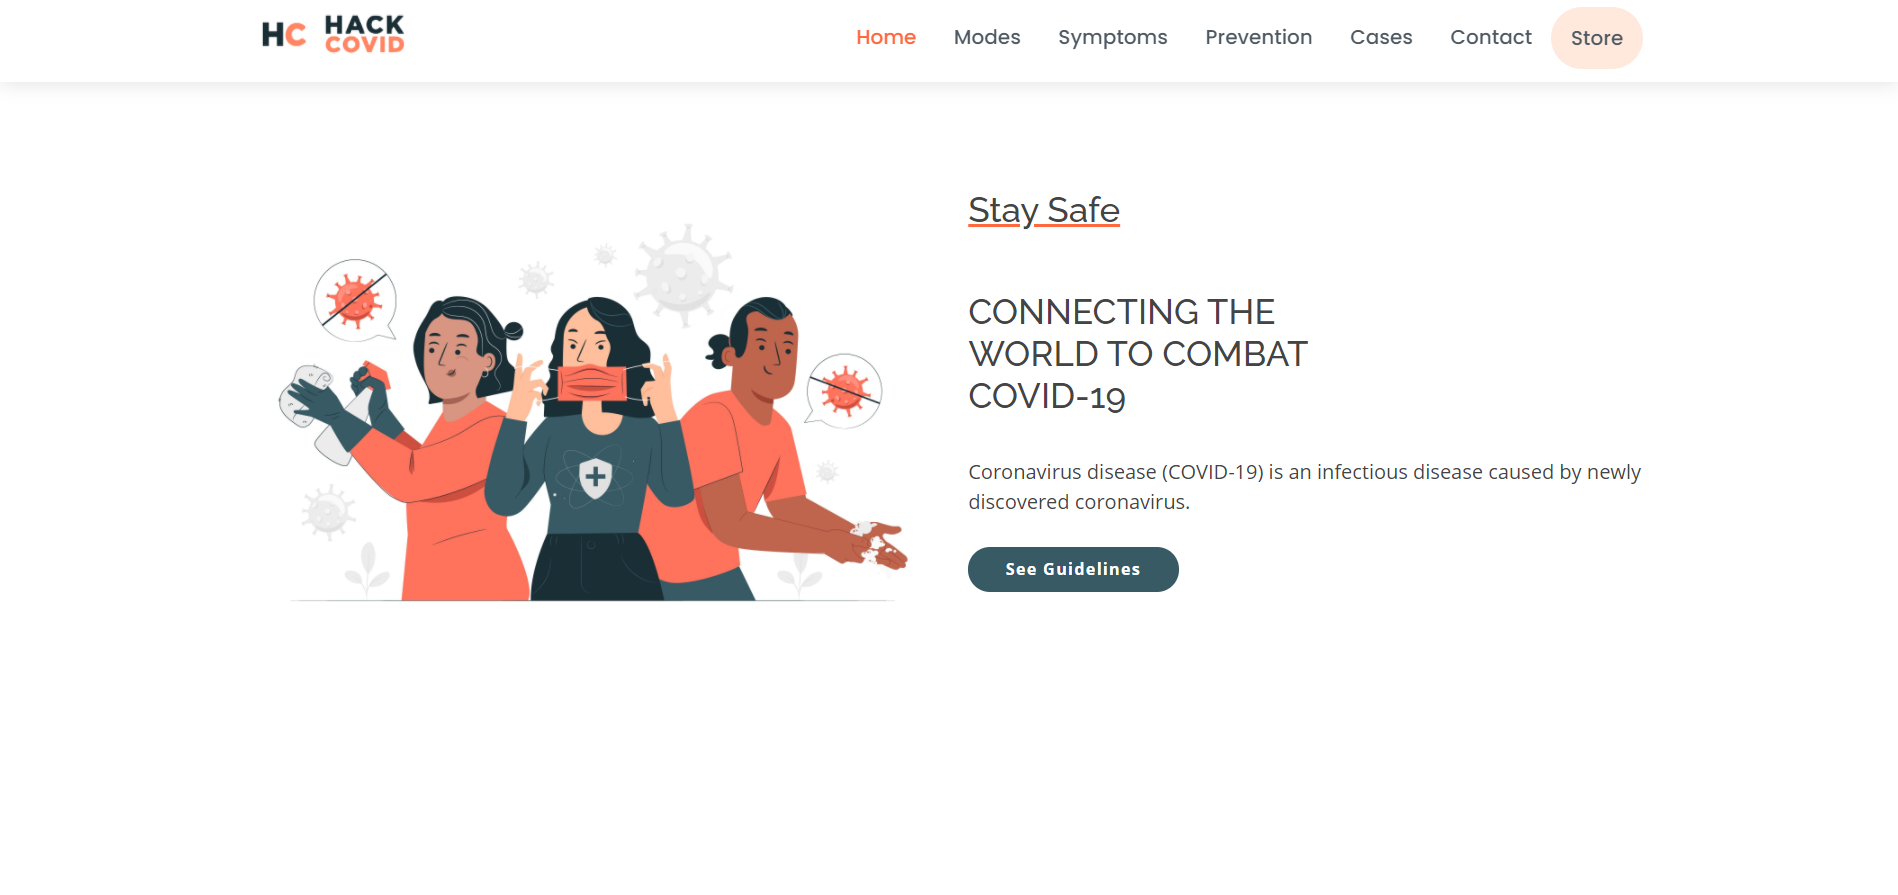 HC HACK
COVID
Home Modes Symptoms Prevention Cases Contact Store
Stay Safe
CONNECTING THE
WORLD TO COMBAT
COVID-19
Coronavirus disease (COVID-19) is an infectious disease caused by newly
discovered coronavirus.
See Guidelines